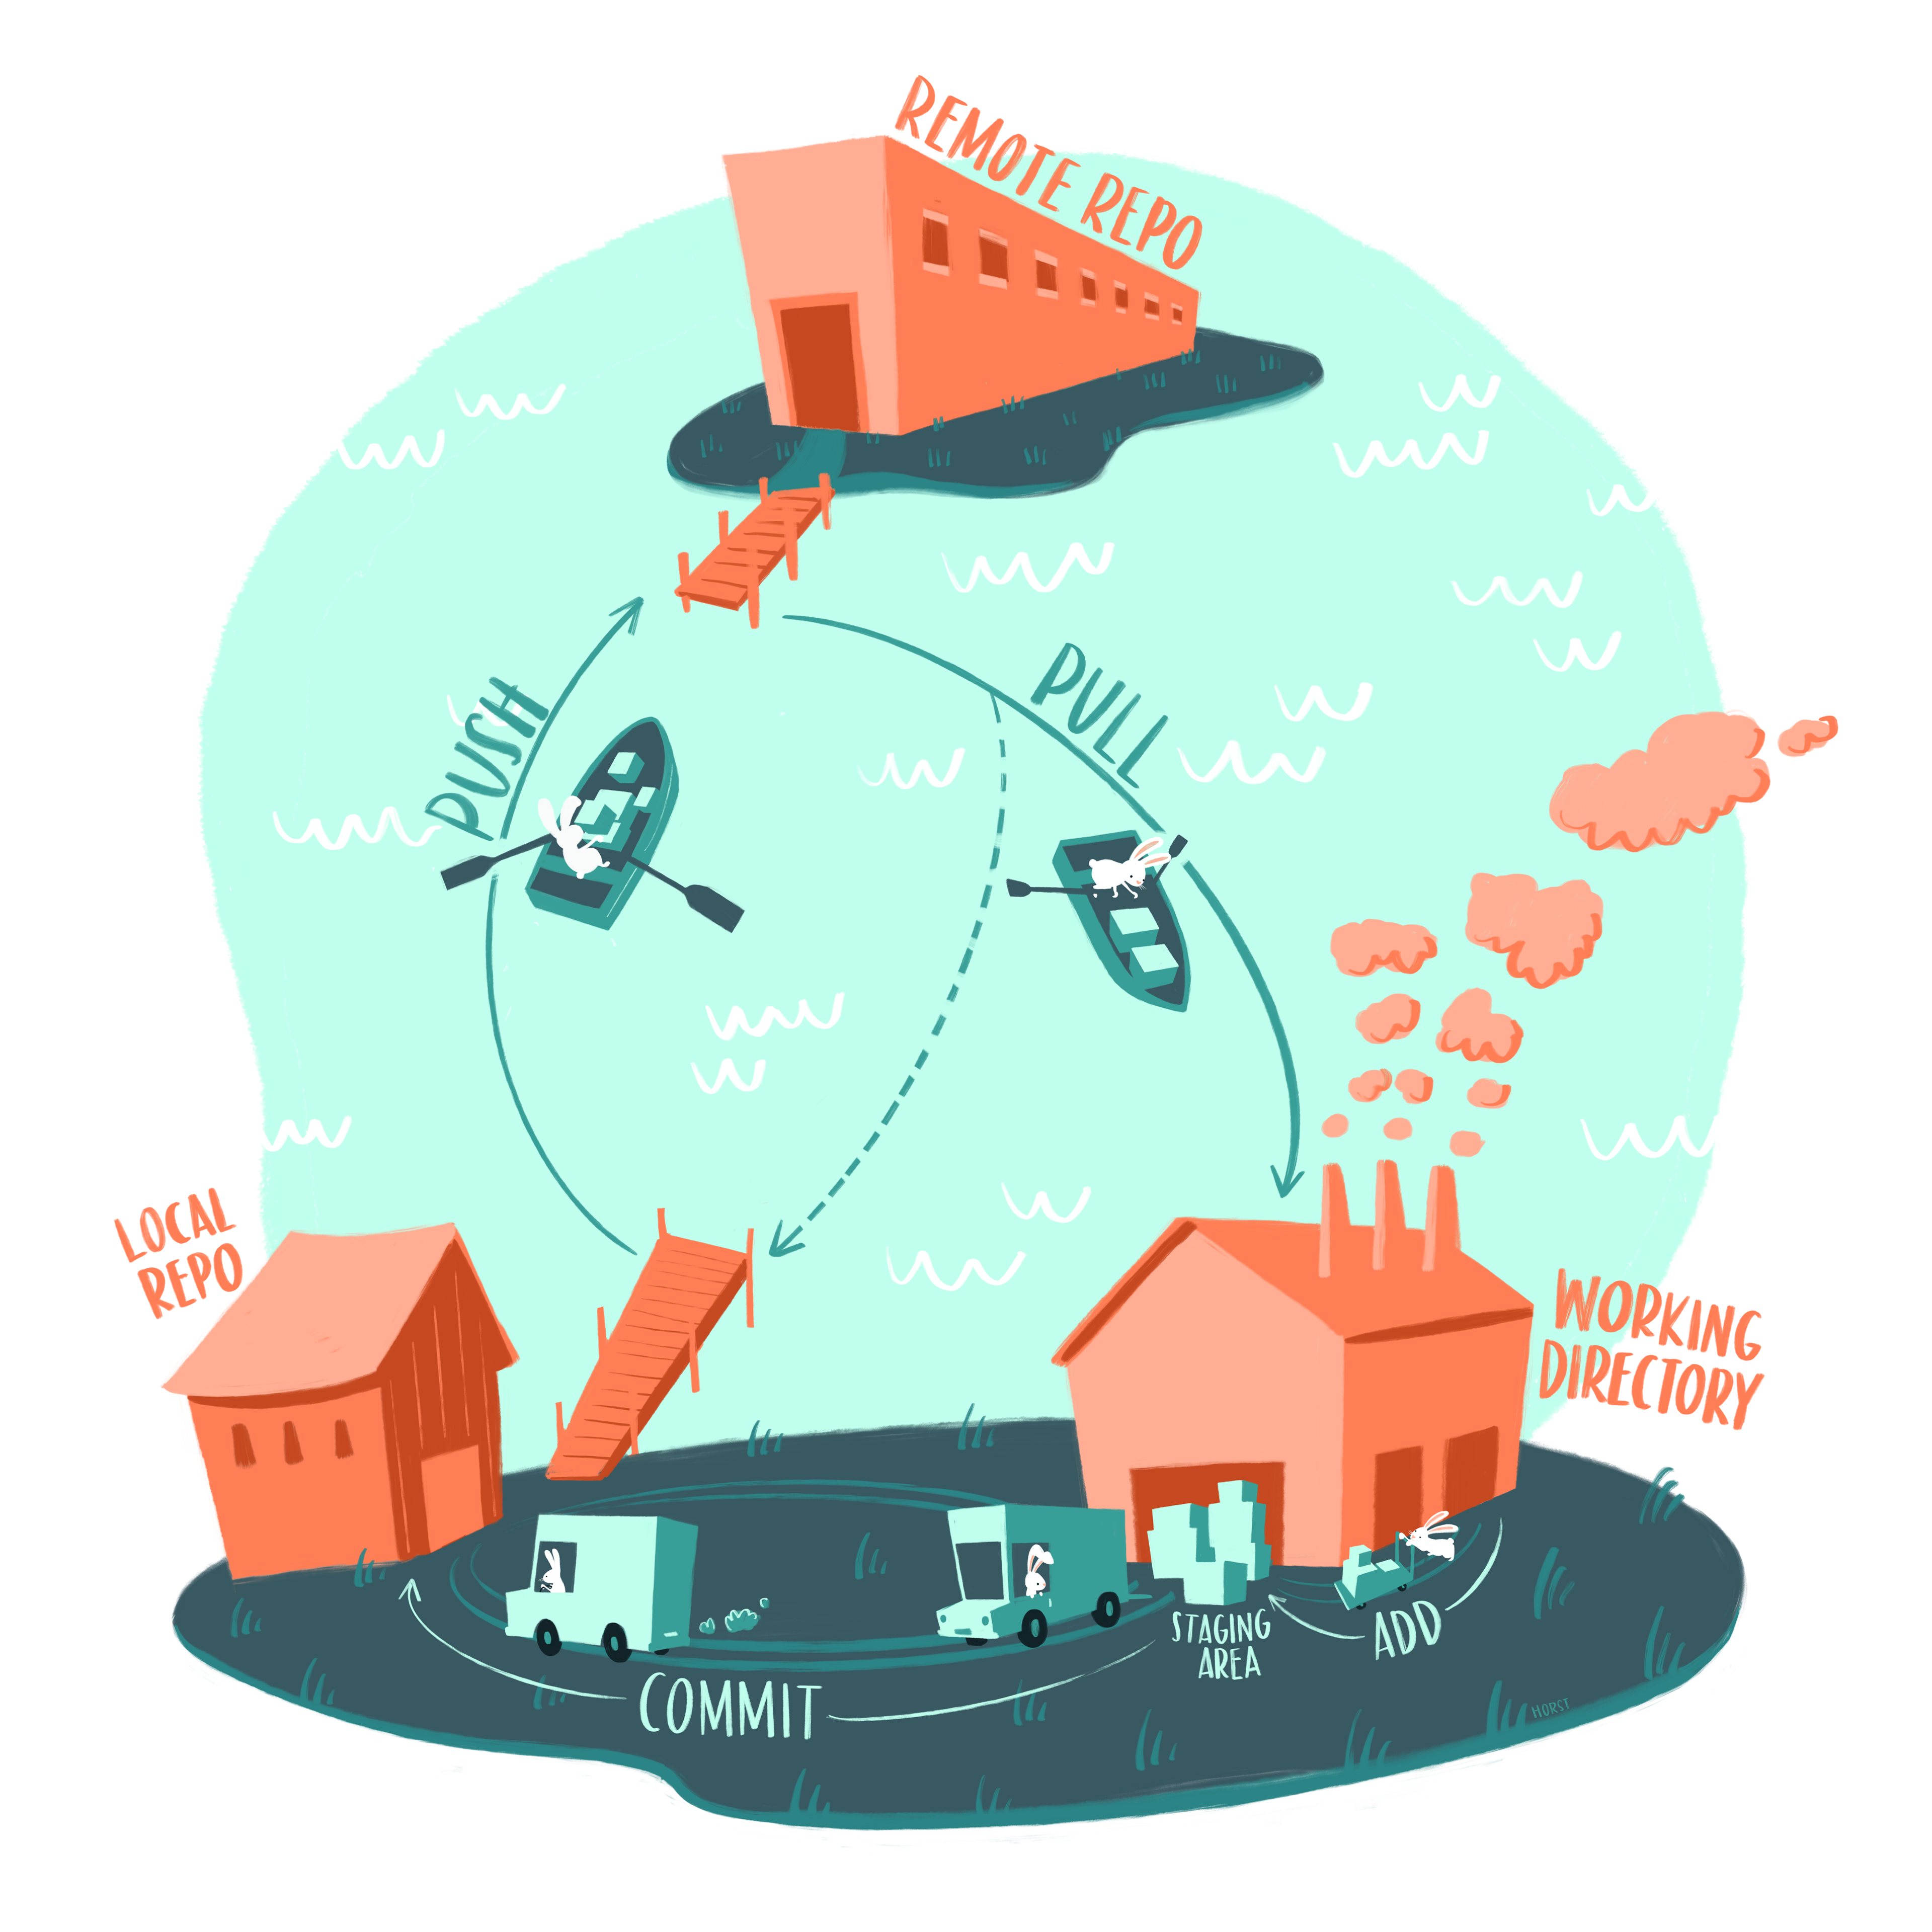 REMOTE REPO
PUSH
PULL
LOCAL
REPO
WORKING
DIRECTORY
STAGING
AREA
ADD
COMMIT
HORST